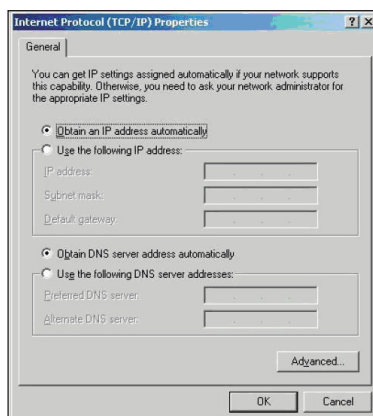 Internet Protocol (TCP/IP) Properties
General
You can get IP settings assigned automatically if your network supports
this capability. Otherwise, you need to ask your network administrator for
the appropriate IP settings.
Obtain an IP address automatically
Use the following IP address:
IP address:
Subnet mask:
Default gateway:
Obtain DNS server address automatically
Use the following DNS server addresses:
Preferred DNS server:
Alternate DNS server:
Advanced...
OK
Cancel